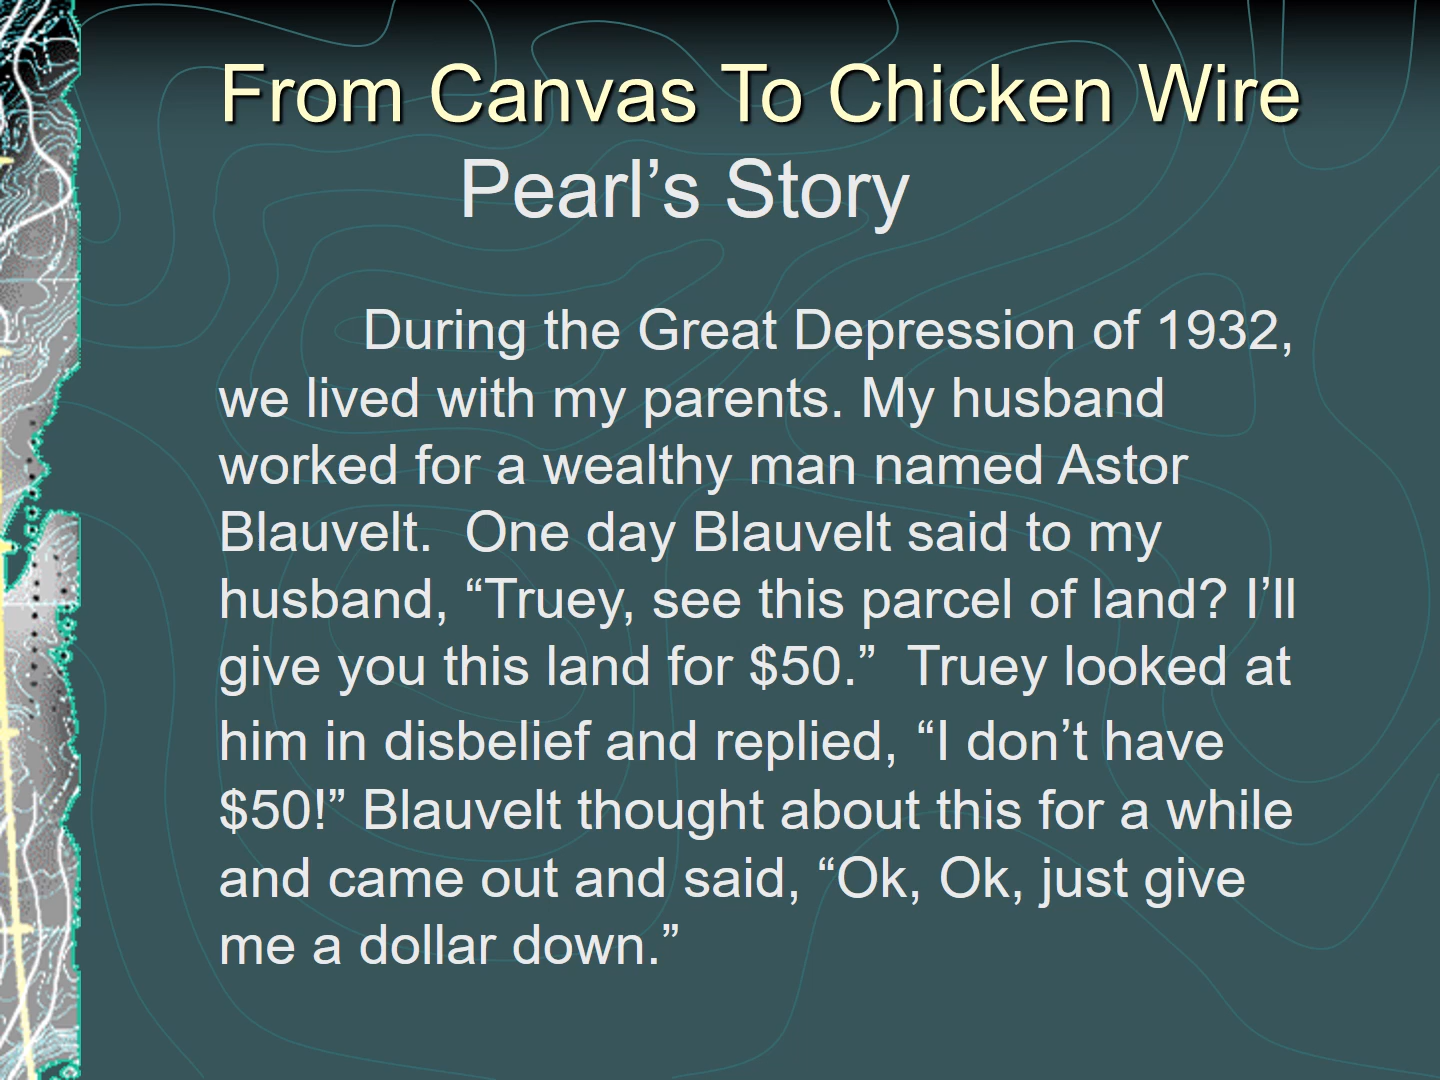 From Canvas To Chicken Wire
Pearl’s Story
During the Great Depression of 1932,
we lived with my parents. My husband
worked for a wealthy man named Astor
Blauvelt.  One day Blauvelt said to my
husband, “Truey, see this parcel of land? I’ll
give you this land for $50.”  Truey looked at
him in disbelief and replied, “I don’t have
$50!” Blauvelt thought about this for a while
and came out and said, “Ok, Ok, just give
me a dollar down.”